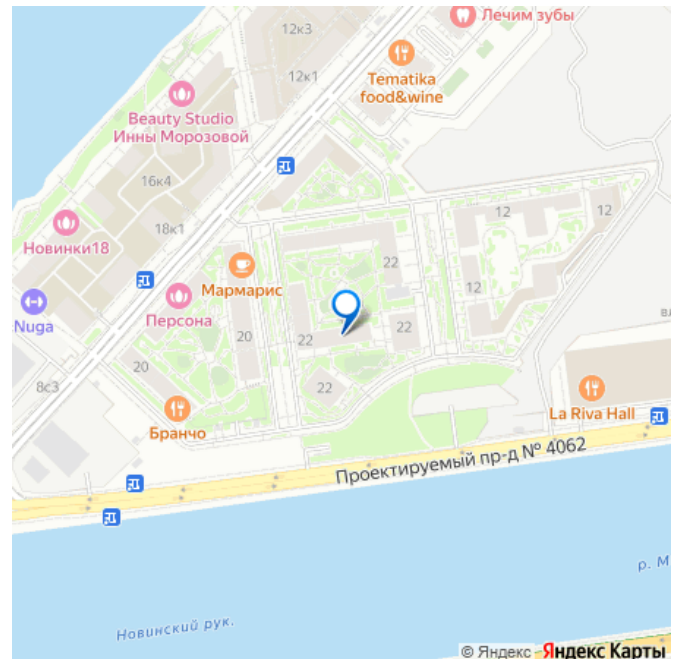 Лечим зубы
12к3
Tematika
food&wine
12к1
Beauty Studio
Инны Морозовой
16к4
18к1
12
12
Новинки18
22
12
Мармарис
Nuga
Персона
22
20
22
22
20
8с3
22
La Riva Hall
Бранчо
Проектируемый пр-д № 4062
р. М
Новинский рук.
© Яндекс Яндекс Карты